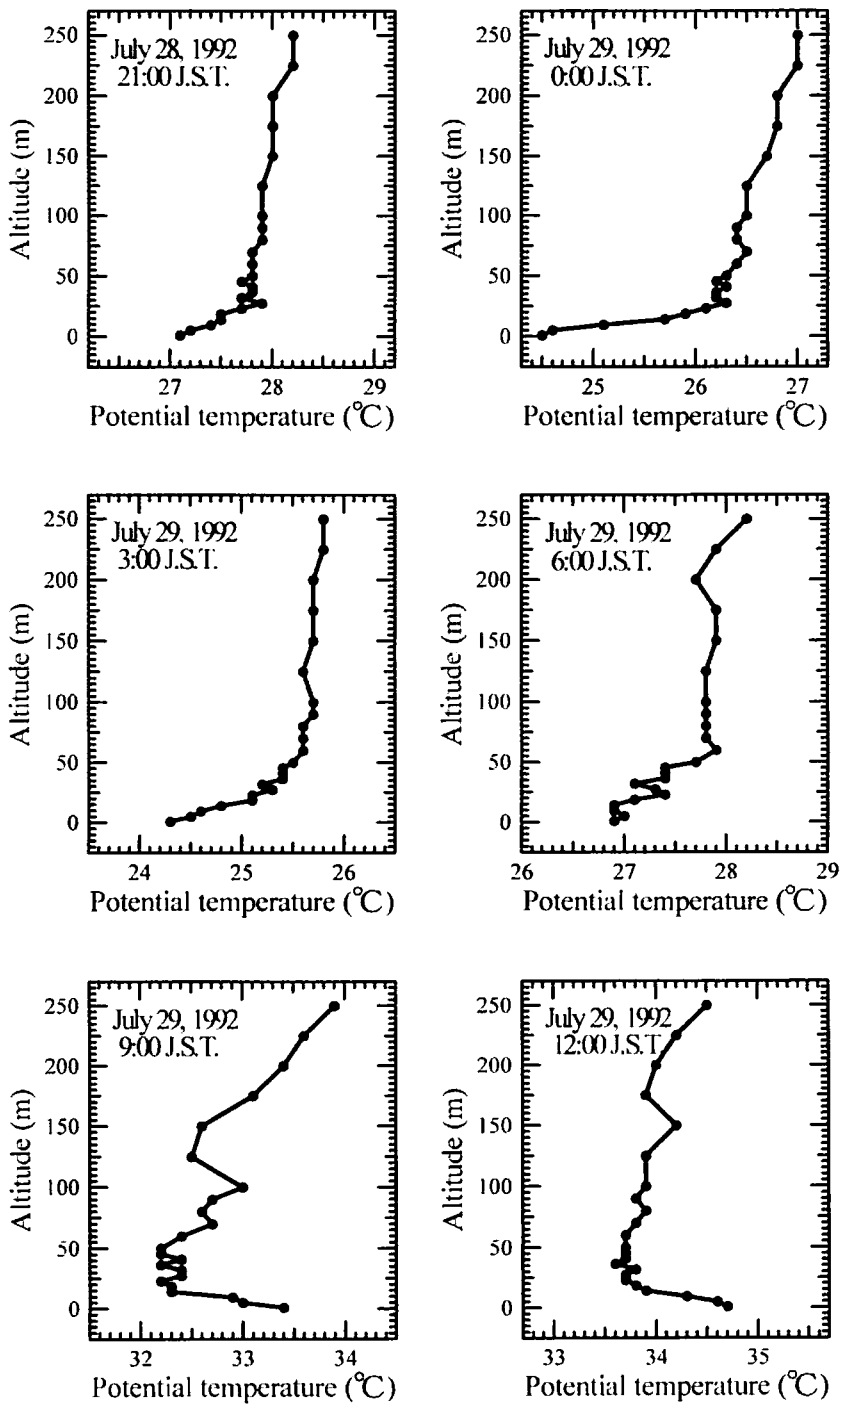 July 28, 1992
21:00 J.S.T.
Altitude (m)
250
200
150
100
50
0
27 28 29
Potential temperature (°C)
July 29, 1992
0:00 J.S.T.
Altitude (m)
250
200
150
100
50
0
25 26 27
Potential temperature (°C)
July 29, 1992
3:00 J.S.T.
Altitude (m)
250
200
150
100
50
0
24 25 26
Potential temperature (°C)
July 29, 1992
6:00 J.S.T.
Altitude (m)
250
200
150
100
50
0
26 27 28 29
Potential temperature (°C)
July 29, 1992
9:00 J.S.T.
Altitude (m)
250
200
150
100
50
0
32 33 34
Potential temperature (°C)
July 29, 1992
12:00 J.S.T.
Altitude (m)
250
200
150
100
50
0
33 34 35
Potential temperature (°C)